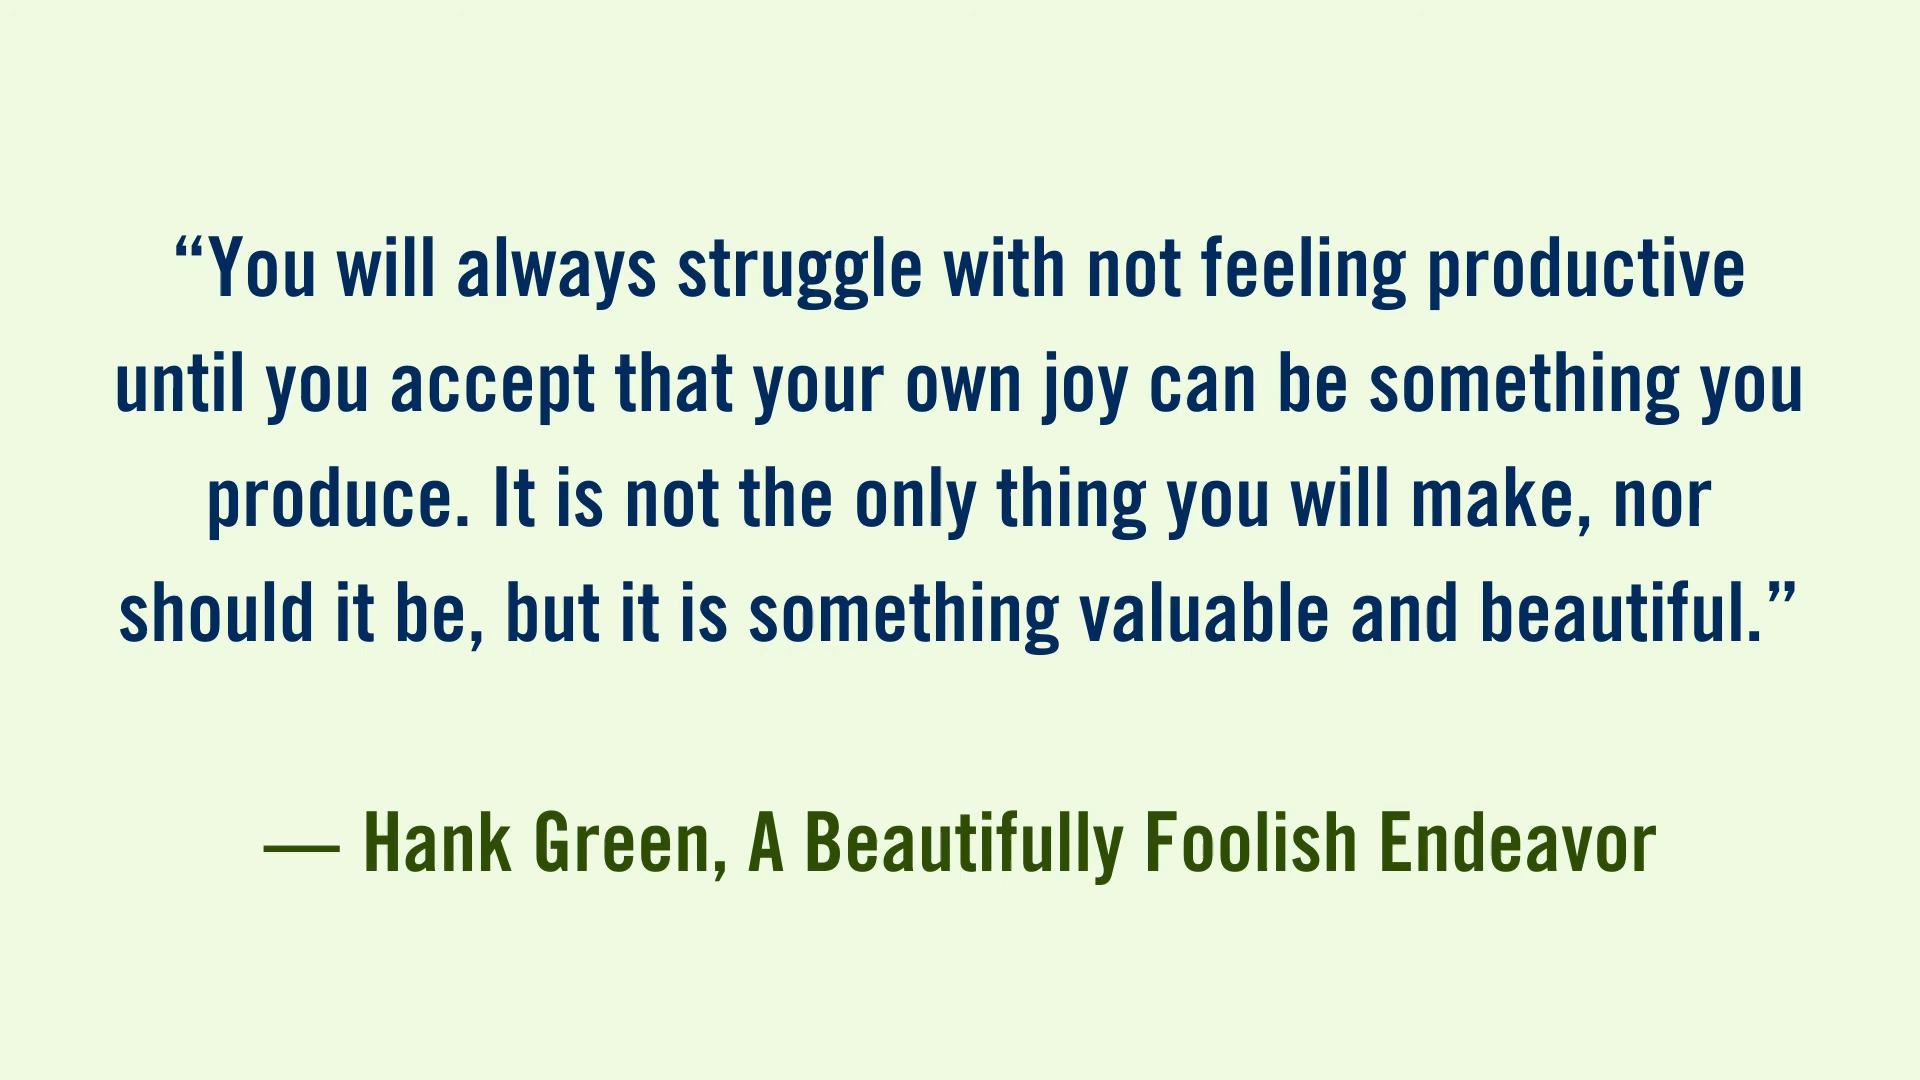 “You will always struggle with not feeling productive
until you accept that your own joy can be something you
produce. It is not the only thing you will make, nor
should it be, but it is something valuable and beautiful.”
— Hank Green, A Beautifully Foolish Endeavor